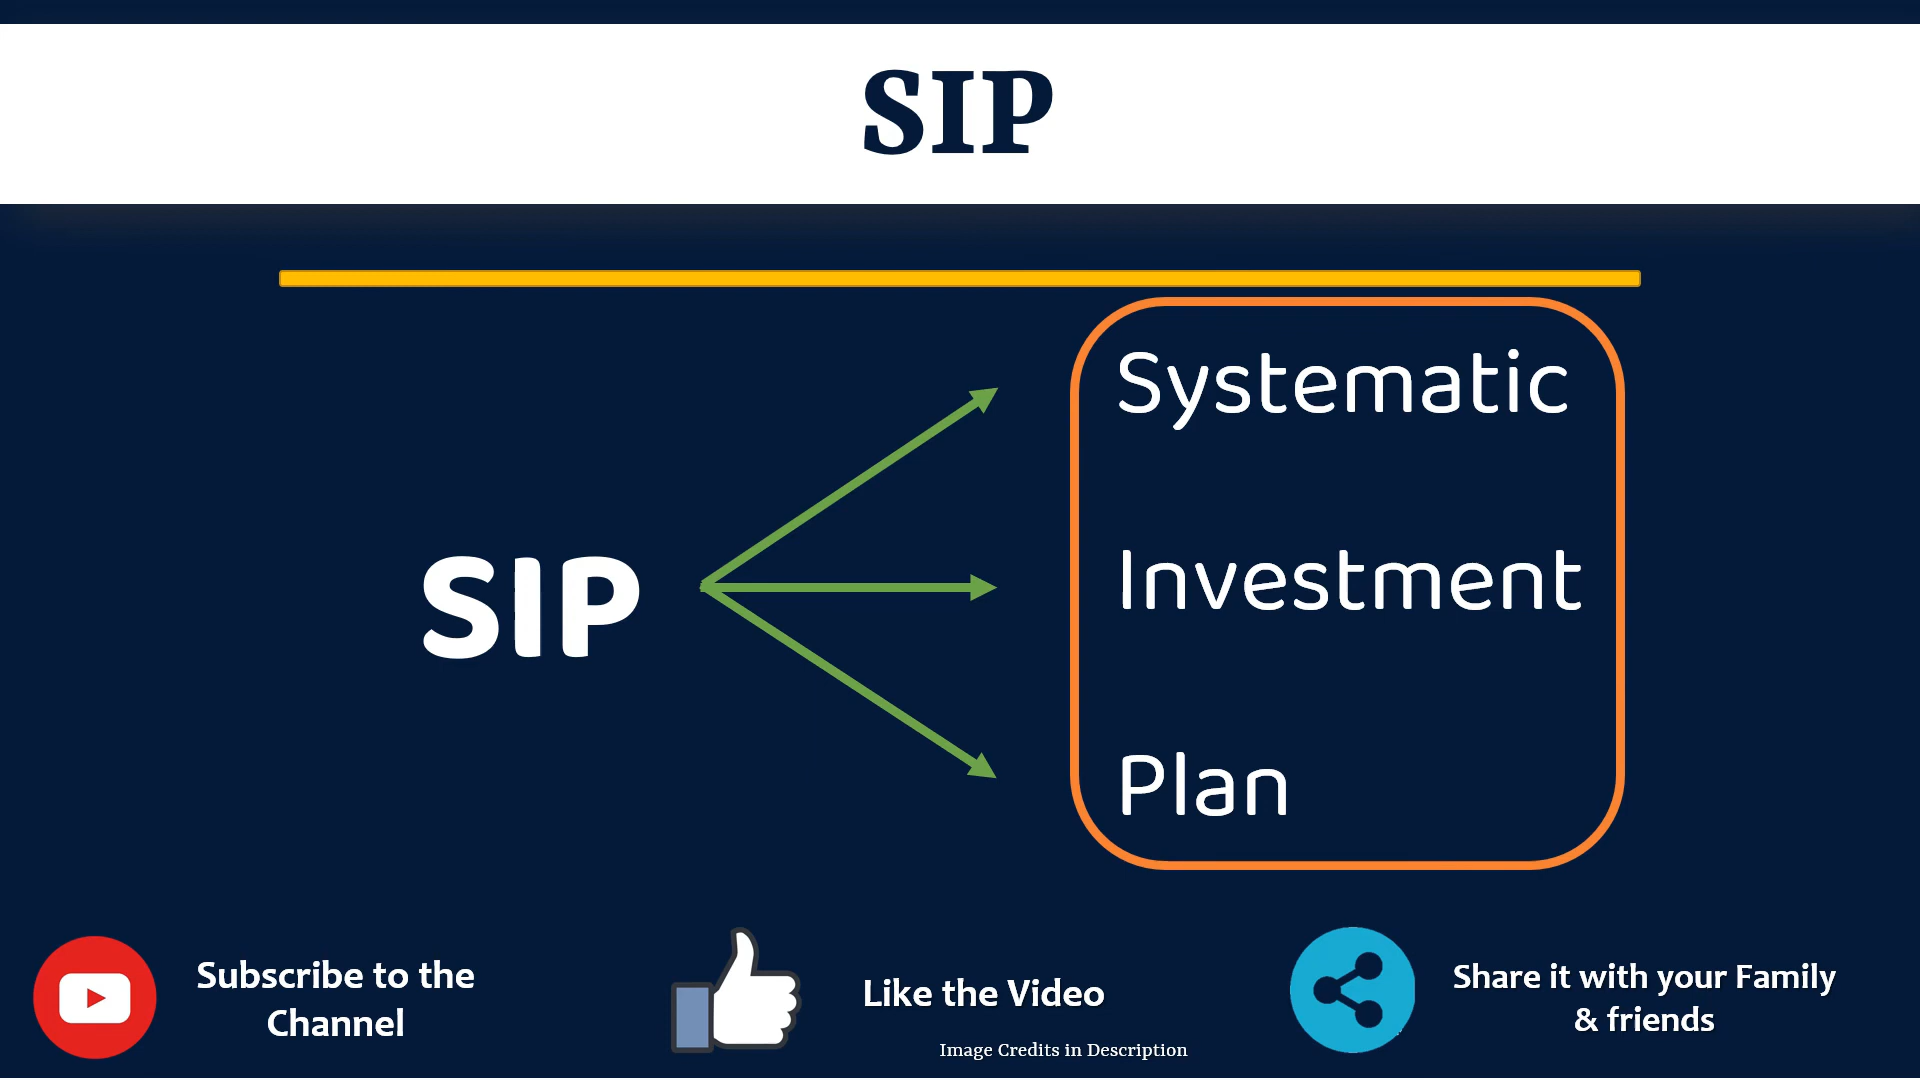 SIP
SIP
Systematic
Investment
Plan
Subscribe to the
Channel
Like the Video
Share it with your Family
& friends
Image Credits in Description